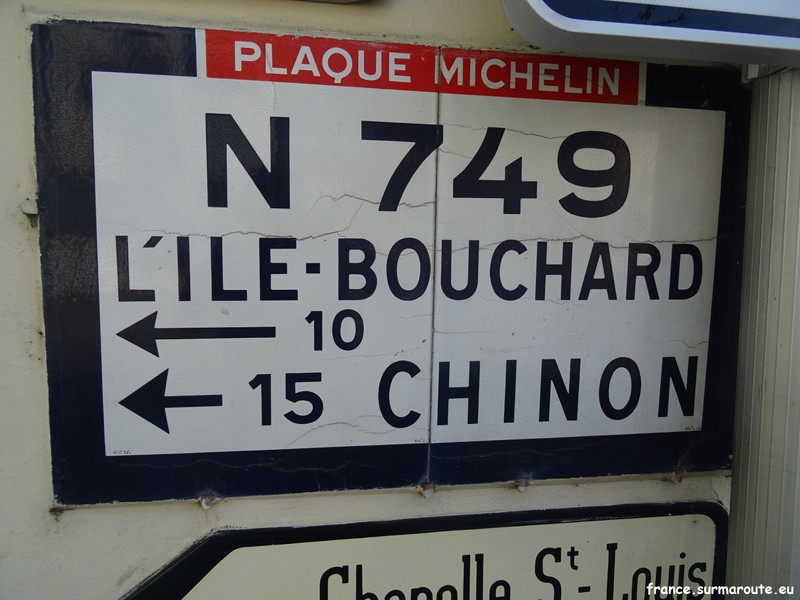 PLAQUE MICHELIN
N 749
L'ILE-BOUCHARD
10
15 CHINON
Chapelle St-Louis
france.surmaroute.eu